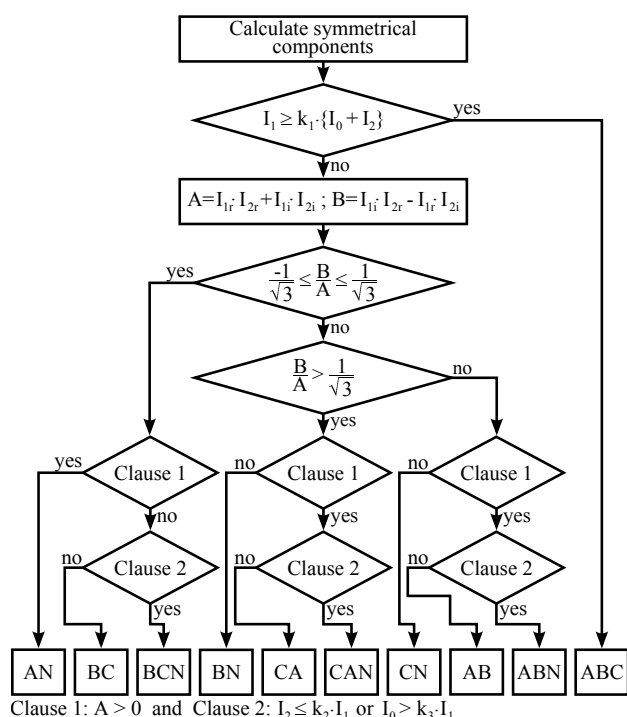 Calculate symmetrical
components
I₁ ≥ k₁·{I₀ + I₂}
yes
no
A=I₁ᵣ·I₂ᵣ+I₁ᵢ·I₂ᵢ ; B=I₁ᵢ·I₂ᵣ - I₁ᵣ·I₂ᵢ
yes
-1/√3 ≤ B/A ≤ 1/√3
no
B/A > 1/√3
no
yes
yes
Clause 1
no
Clause 1
no
Clause 1
no
yes
yes
no
Clause 2
no
Clause 2
no
Clause 2
yes
yes
yes
AN
BC
BCN
BN
CA
CAN
CN
AB
ABN
ABC
Clause 1: A > 0 and Clause 2: I₂ ≤ k₂·I₁ or I₀ > k₃·I₁